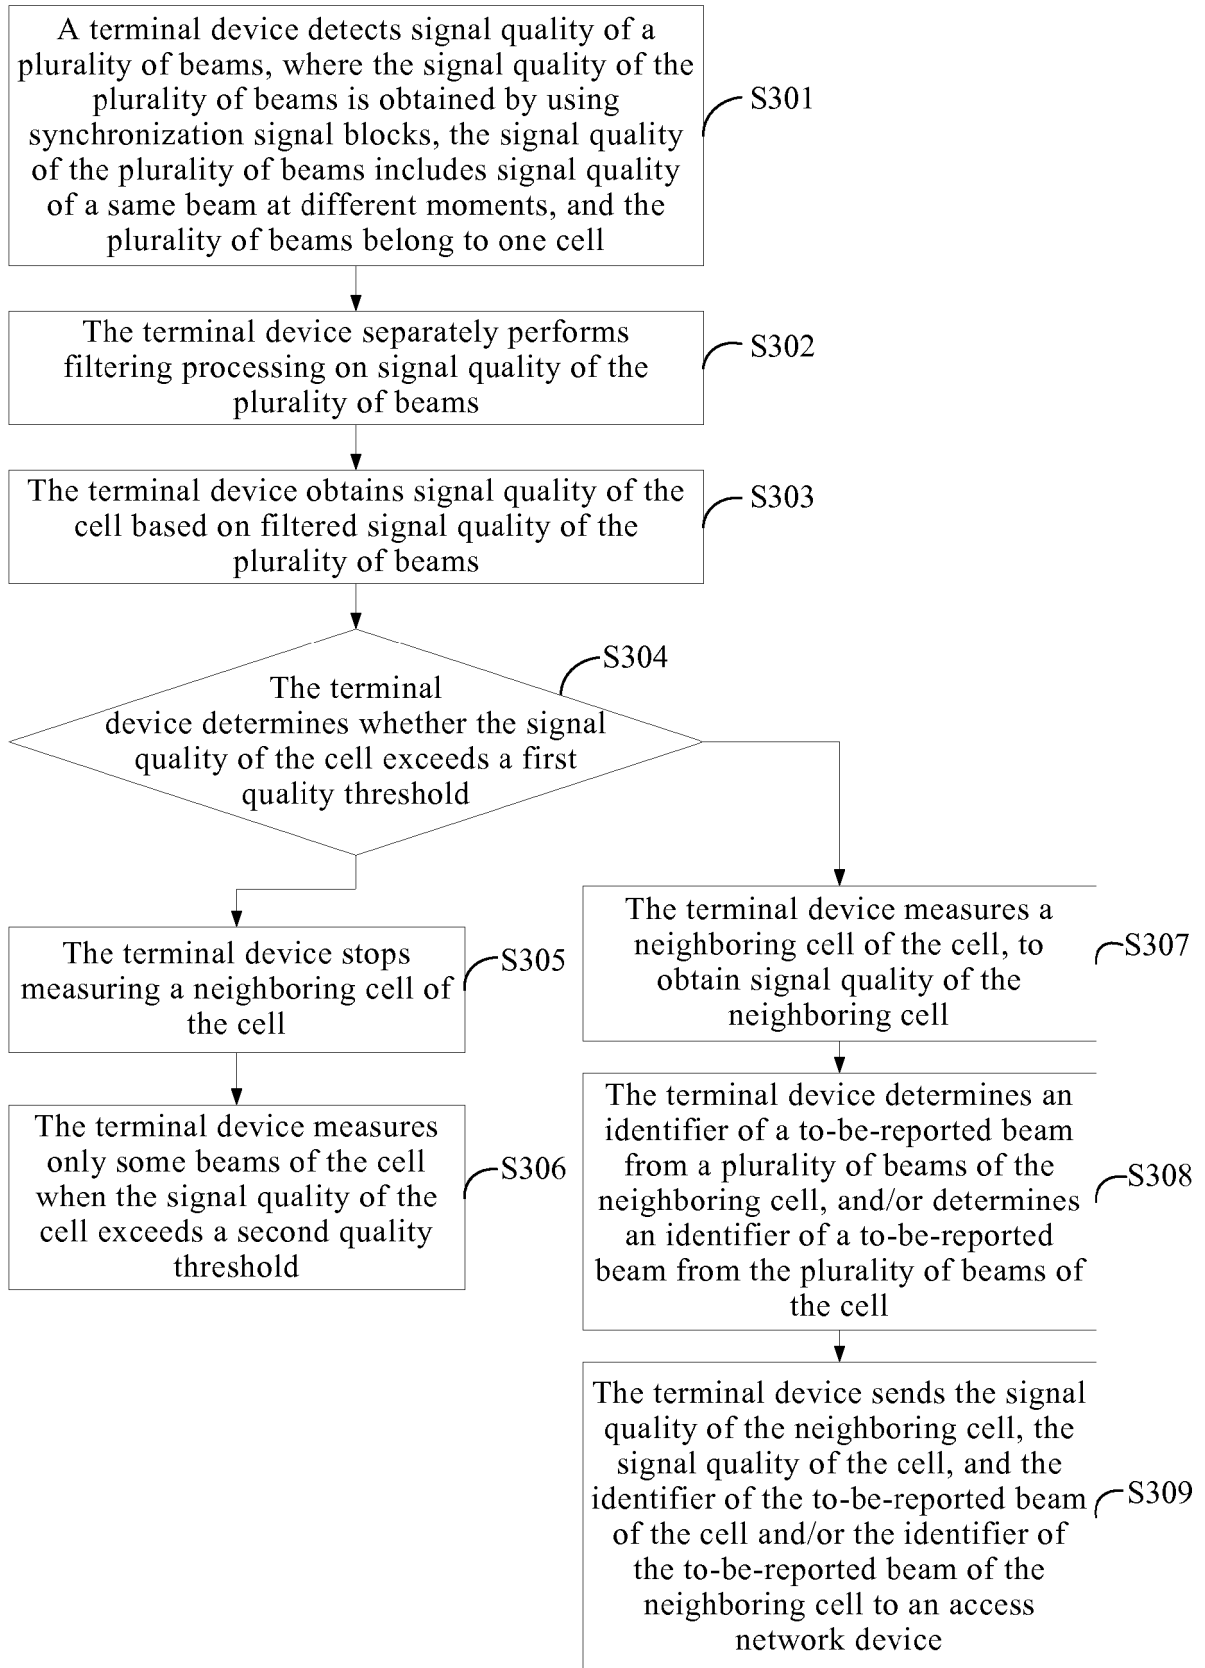 A terminal device detects signal quality of a
plurality of beams, where the signal quality of the
plurality of beams is obtained by using
synchronization signal blocks, the signal quality
of the plurality of beams includes signal quality
of a same beam at different moments, and the
plurality of beams belong to one cell
S301
The terminal device separately performs
filtering processing on signal quality of the
plurality of beams
S302
The terminal device obtains signal quality of the
cell based on filtered signal quality of the
plurality of beams
S303
The terminal
device determines whether the signal
quality of the cell exceeds a first
quality threshold
S304
The terminal device stops
measuring a neighboring cell of
the cell
S305
The terminal device measures
only some beams of the cell
when the signal quality of the
cell exceeds a second quality
threshold
S306
The terminal device measures a
neighboring cell of the cell, to
obtain signal quality of the
neighboring cell
S307
The terminal device determines an
identifier of a to-be-reported beam
from a plurality of beams of the
neighboring cell, and/or determines
an identifier of a to-be-reported
beam from the plurality of beams of
the cell
S308
The terminal device sends the signal
quality of the neighboring cell, the
signal quality of the cell, and the
identifier of the to-be-reported beam
of the cell and/or the identifier of
the to-be-reported beam of the
neighboring cell to an access
network device
S309